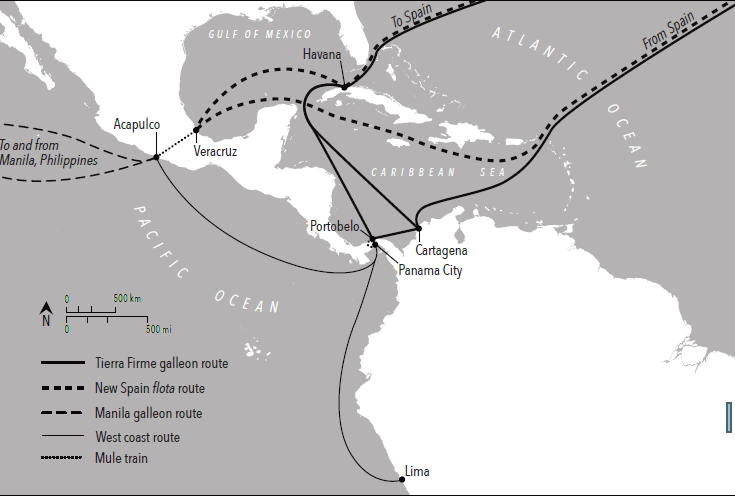 To Spain
From Spain
GULF OF MEXICO
ATLANTIC
OCEAN
Havana
Acapulco
Veracruz
To and from
Manila, Philippines
CARIBBEAN SEA
PACIFIC
OCEAN
Portobelo
Cartagena
Panama City
0 500 km
N
0 500 mi
Tierra Firme galleon route
New Spain flota route
Manila galleon route
West coast route
Mule train
Lima